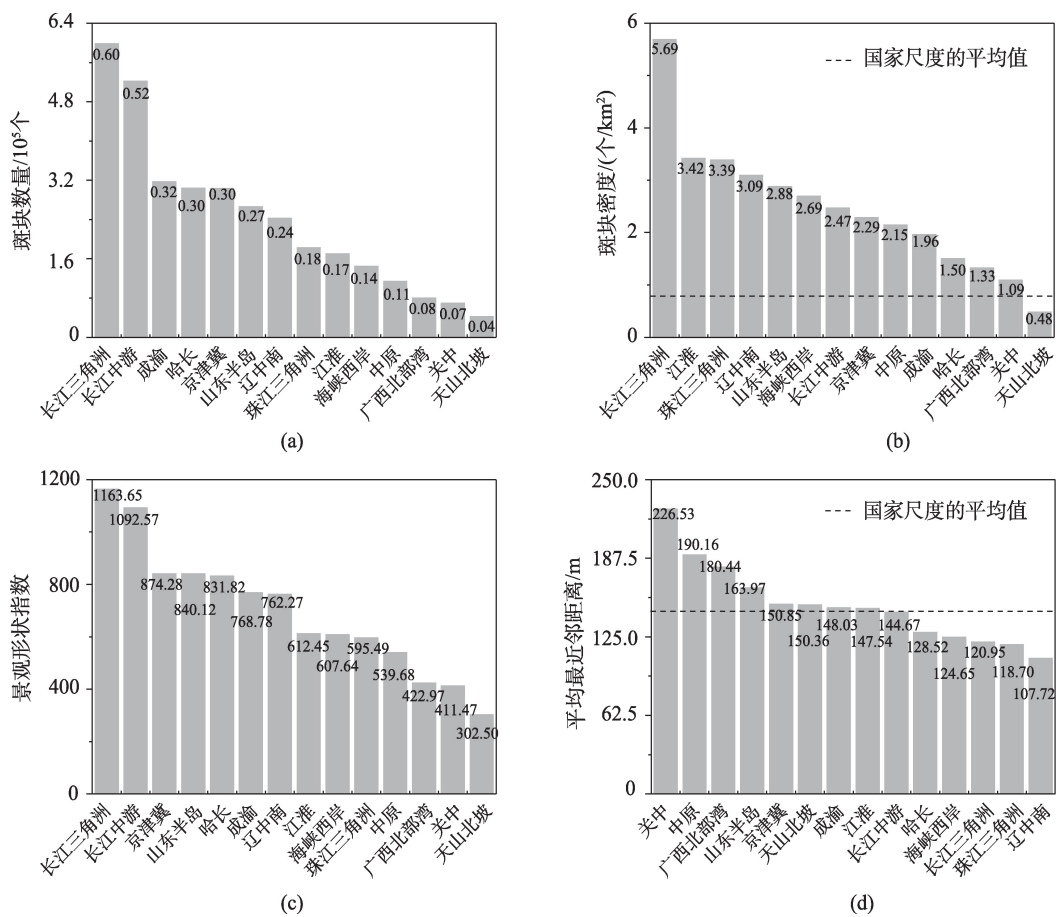 6.4
4.8
3.2
1.6
0
斑块数量/10⁵个
0.60
0.52
0.32
0.30
0.30
0.27
0.24
0.18
0.17
0.14
0.11
0.08
0.07
0.04
长江三角洲
长江中游
成渝
哈长
京津冀
山东半岛
辽中南
珠江三角洲
江淮
海峡西岸
中原
广西北部湾
关中
天山北坡
(a)
6
4
2
0
斑块密度/(个/km²)
国家尺度的平均值
5.69
3.42
3.39
3.09
2.88
2.69
2.47
2.29
2.15
1.96
1.50
1.33
1.09
0.48
长江三角洲
江淮
珠江三角洲
辽中南
山东半岛
海峡西岸
长江中游
京津冀
中原
成渝
哈长
广西北部湾
关中
天山北坡
(b)
1200
800
400
0
景观形状指数
1163.65
1092.57
874.28
840.12
831.82
768.78
762.27
612.45
607.64
595.49
539.68
422.97
411.47
302.50
长江三角洲
长江中游
京津冀
山东半岛
哈长
成渝
辽中南
江淮
海峡西岸
珠江三角洲
中原
广西北部湾
关中
天山北坡
(c)
250.0
187.5
125.0
62.5
0
平均最近邻距离/m
国家尺度的平均值
226.53
190.16
180.44
163.97
150.85
150.36
148.03
147.54
144.67
128.52
124.65
120.95
118.70
107.72
关中
中原
广西北部湾
山东半岛
京津冀
天山北坡
成渝
江淮
长江中游
哈长
海峡西岸
长江三角洲
珠江三角洲
辽中南
(d)